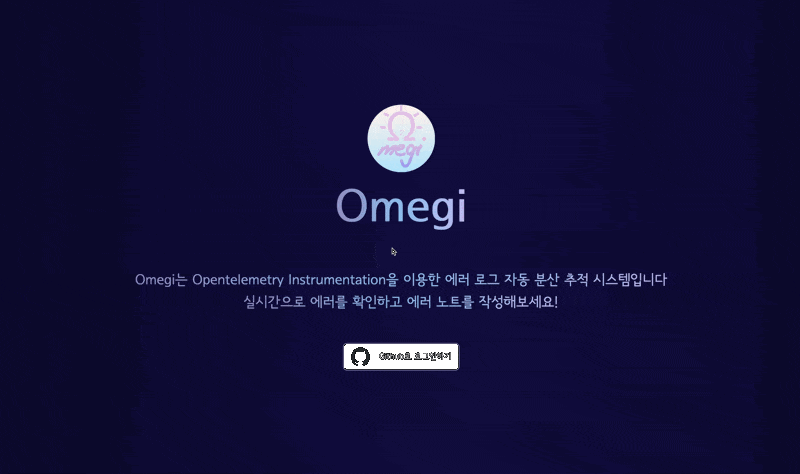 megi
Omegi
Omegi는 Opentelemetry Instrumentation을 이용한 에러 로그 자동 분산 추적 시스템입니다
실시간으로 에러를 확인하고 에러 노트를 작성해보세요!
GitHub으로 로그인하기